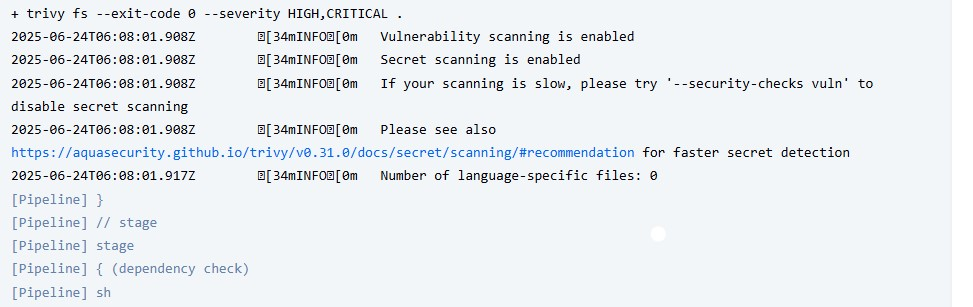 + trivy fs --exit-code 0 --severity HIGH,CRITICAL .
2025-06-24T06:08:01.908Z	�[34mINFO�[0m	Vulnerability scanning is enabled
2025-06-24T06:08:01.908Z	�[34mINFO�[0m	Secret scanning is enabled
2025-06-24T06:08:01.908Z	�[34mINFO�[0m	If your scanning is slow, please try '--security-checks vuln' to
disable secret scanning
2025-06-24T06:08:01.908Z	�[34mINFO�[0m	Please see also
https://aquasecurity.github.io/trivy/v0.31.0/docs/secret/scanning/#recommendation for faster secret detection
2025-06-24T06:08:01.917Z	�[34mINFO�[0m	Number of language-specific files: 0
[Pipeline] }
[Pipeline] // stage
[Pipeline] stage
[Pipeline] { (dependency check)
[Pipeline] sh